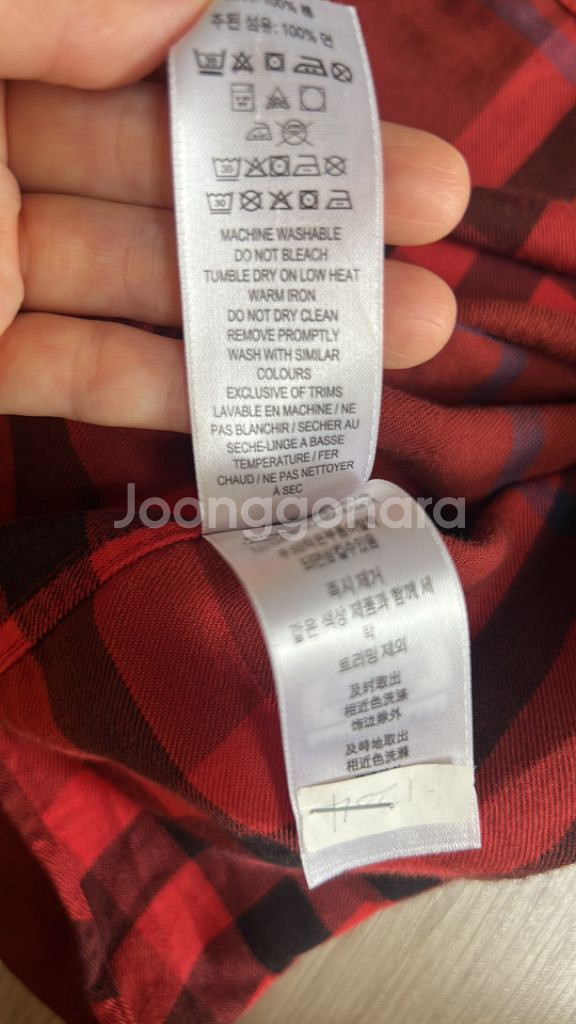 주된 섬유: 100% 면
30
30
MACHINE WASHABLE
DO NOT BLEACH
TUMBLE DRY ON LOW HEAT
WARM IRON
DO NOT DRY CLEAN
REMOVE PROMPTLY
WASH WITH SIMILAR
COLOURS
EXCLUSIVE OF TRIMS
LAVABLE EN MACHINE / NE
PAS BLANCHIR / SECHER AU
SECHE-LINGE A BASSE
TEMPERATURE / FER
CHAUD / NE PAS NETTOYER
A SEC
Joonggonara
즉시 제거
같은 색상 제품과 함께 세
탁
트리밍 제외
及时取出
相近色洗涤
饰边除外
及時地取出
相近色洗滌